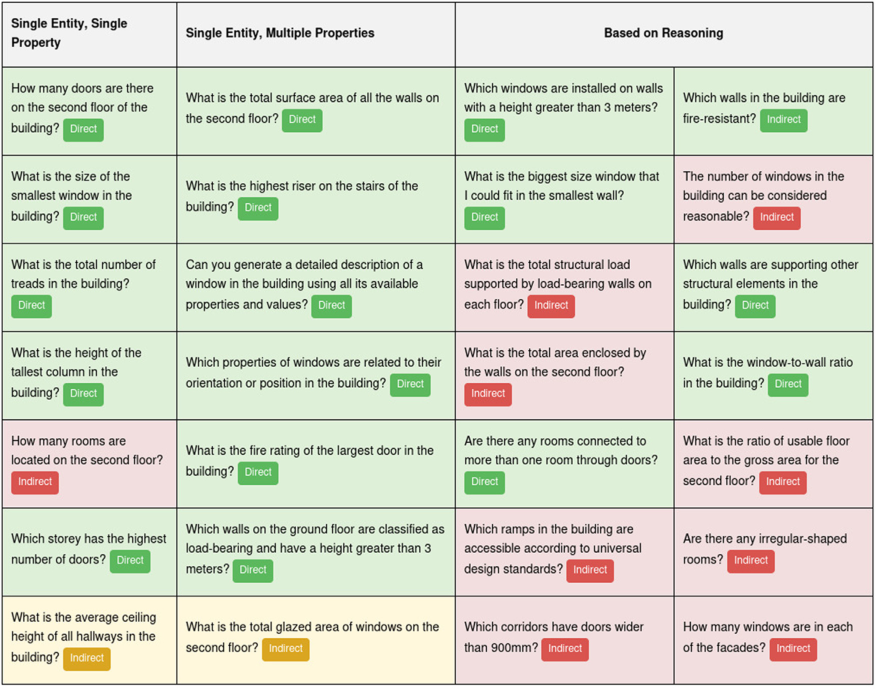 Single Entity, Single
Property
Single Entity, Multiple Properties
Based on Reasoning
How many doors are there
on the second floor of the
building? Direct
What is the total surface area of all the walls on
the second floor? Direct
Which windows are installed on walls
with a height greater than 3 meters?
Direct
Which walls in the building are
fire-resistant? Indirect
What is the size of the
smallest window in the
building? Direct
What is the highest riser on the stairs of the
building? Direct
What is the biggest size window that
I could fit in the smallest wall?
Direct
The number of windows in the
building can be considered
reasonable? Indirect
What is the total number of
treads in the building?
Direct
Can you generate a detailed description of a
window in the building using all its available
properties and values? Direct
What is the total structural load
supported by load-bearing walls on
each floor? Indirect
Which walls are supporting other
structural elements in the
building? Direct
What is the height of the
tallest column in the
building? Direct
Which properties of windows are related to their
orientation or position in the building? Direct
What is the total area enclosed by
the walls on the second floor?
Indirect
What is the window-to-wall ratio
in the building? Direct
How many rooms are
located on the second floor?
Indirect
What is the fire rating of the largest door in the
building? Direct
Are there any rooms connected to
more than one room through doors?
Direct
What is the ratio of usable floor
area to the gross area for the
second floor? Indirect
Which storey has the highest
number of doors? Direct
Which walls on the ground floor are classified as
load-bearing and have a height greater than 3
meters? Direct
Which ramps in the building are
accessible according to universal
design standards? Indirect
Are there any irregular-shaped
rooms? Indirect
What is the average ceiling
height of all hallways in the
building? Indirect
What is the total glazed area of windows on the
second floor? Indirect
Which corridors have doors wider
than 900mm? Indirect
How many windows are in each
of the facades? Indirect